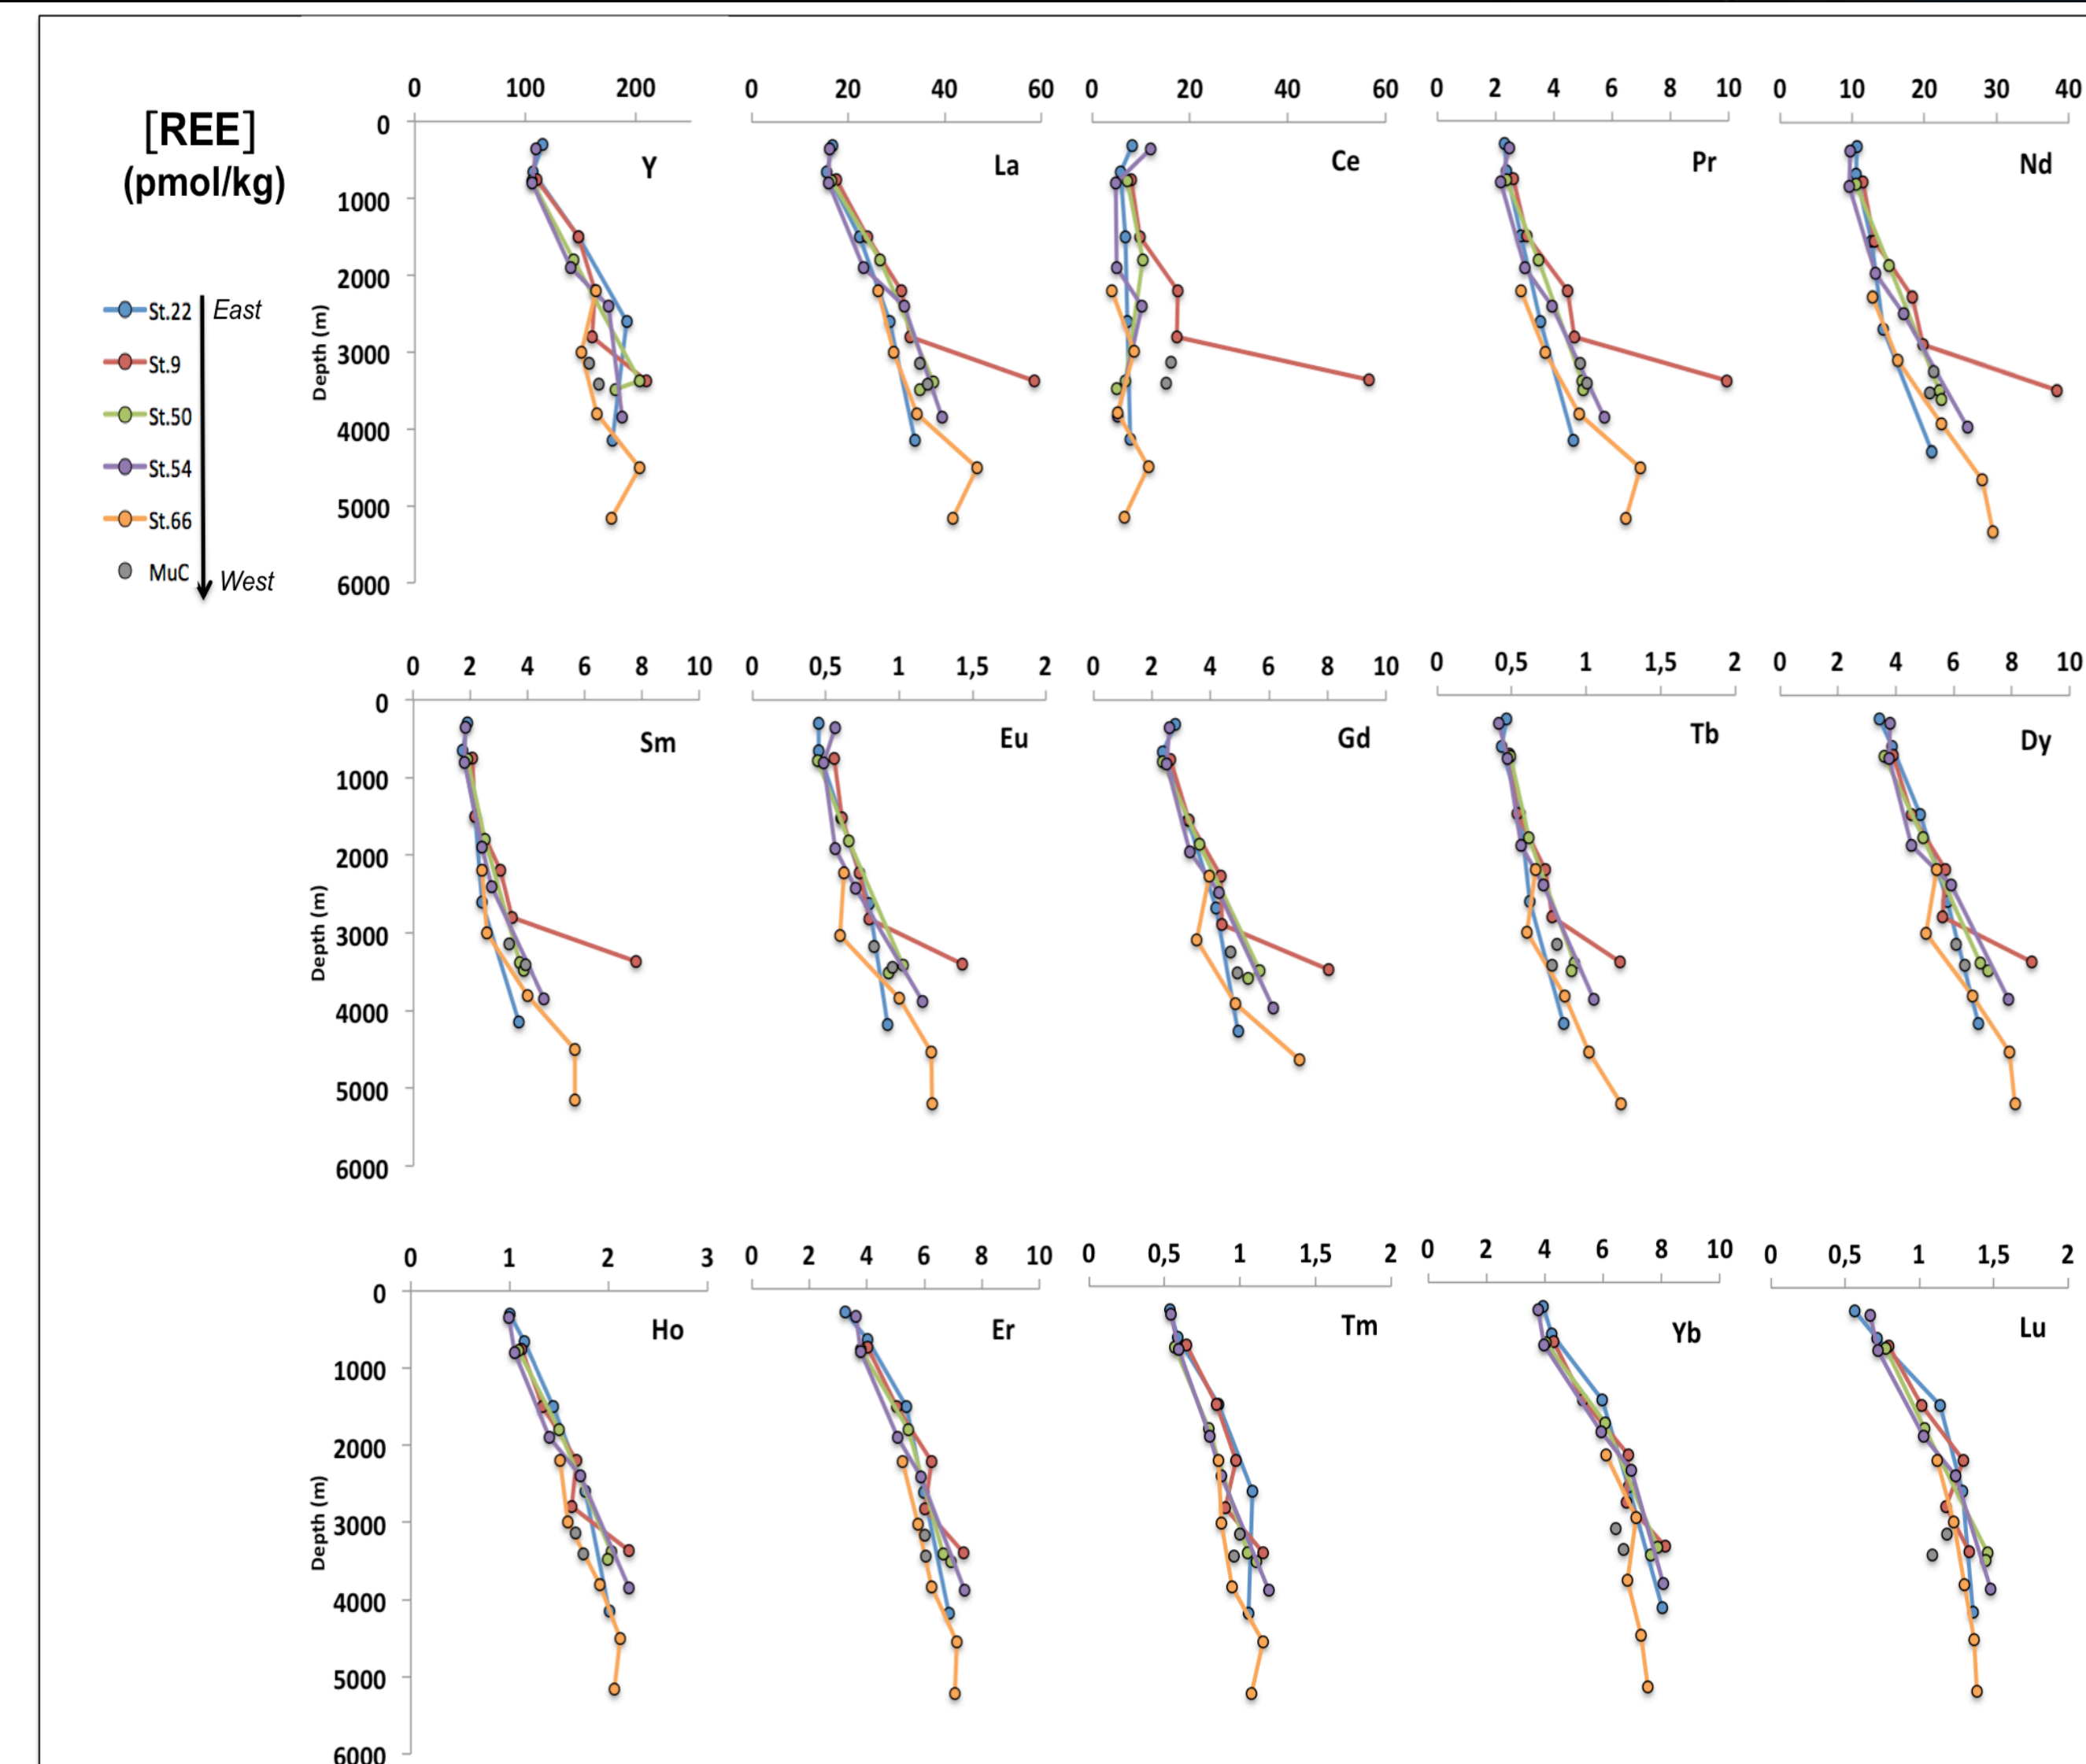 0 100 200 0 20 40 60 0 20 40 60 0 2 4 6 8 10 0 10 20 30 40
[REE]
(pmol/kg)
0
Y La Ce Pr Nd
1000
2000
St.22 East
3000
St.9
Depth (m)
St.50
4000
St.54
5000
St.66
MuC West
6000
0 2 4 6 8 10 0 0,5 1 1,5 2 0 2 4 6 8 10 0 0,5 1 1,5 2 0 2 4 6 8 10
0
Sm Eu Gd Tb Dy
1000
2000
Depth (m)
3000
4000
5000
6000
0 1 2 3 0 2 4 6 8 10 0 0,5 1 1,5 2 0 2 4 6 8 10 0 0,5 1 1,5 2
0
Ho Er Tm Yb Lu
1000
2000
Depth (m)
3000
4000
5000
6000